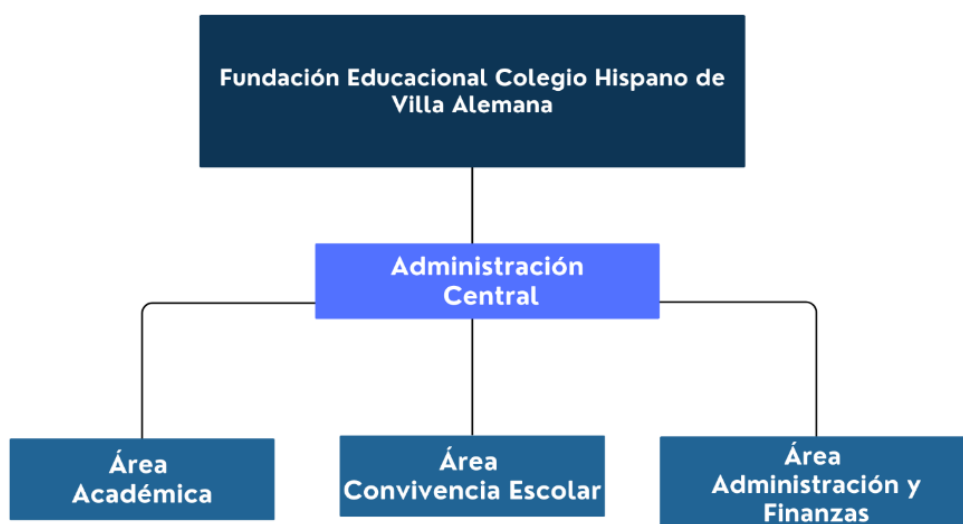 Fundación Educacional Colegio Hispano de
Villa Alemana
Administración
Central
Área
Académica
Área
Convivencia Escolar
Área
Administración y
Finanzas